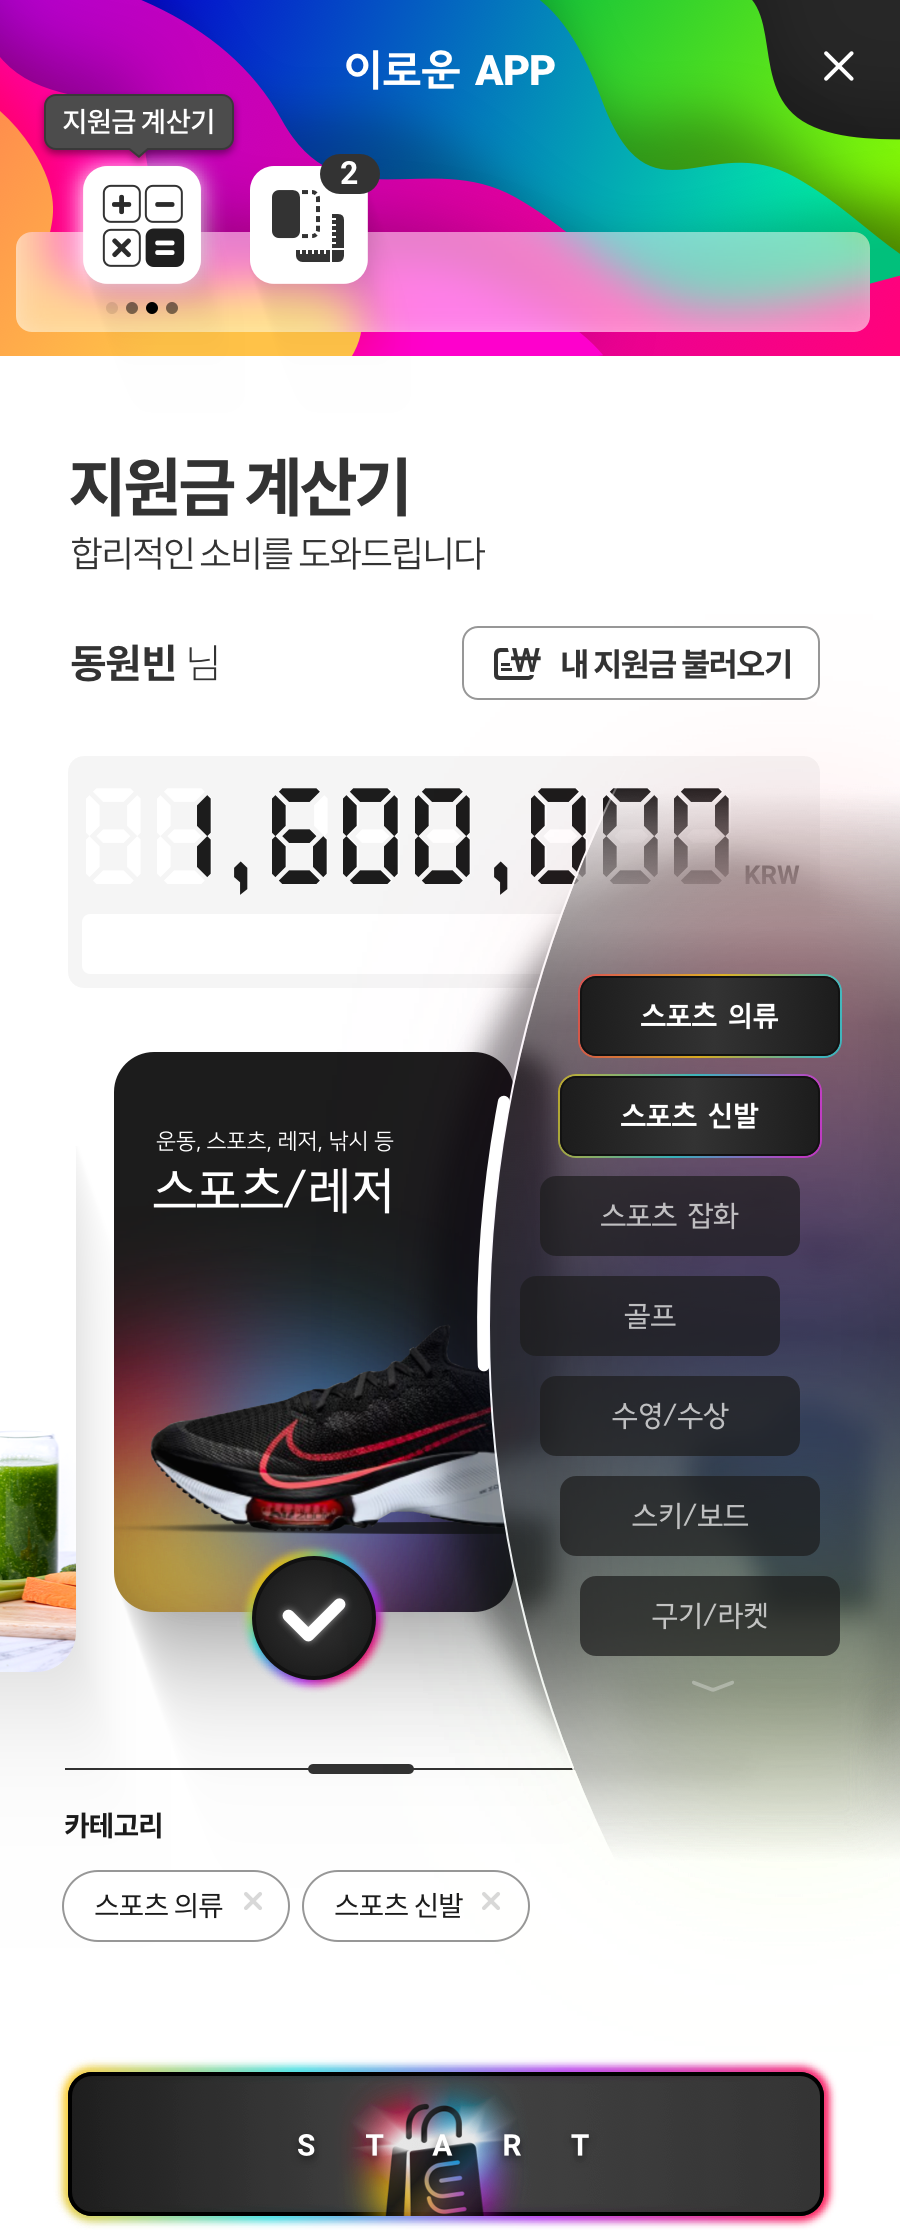 이로운 APP
지원금 계산기
2
지원금 계산기
합리적인 소비를 도와드립니다
동원빈 님
내 지원금 불러오기
1,600,000 KRW
운동, 스포츠, 레저, 낚시 등
스포츠/레저
스포츠 의류
스포츠 신발
스포츠 잡화
골프
수영/수상
스키/보드
구기/라켓
카테고리
스포츠 의류
스포츠 신발
START